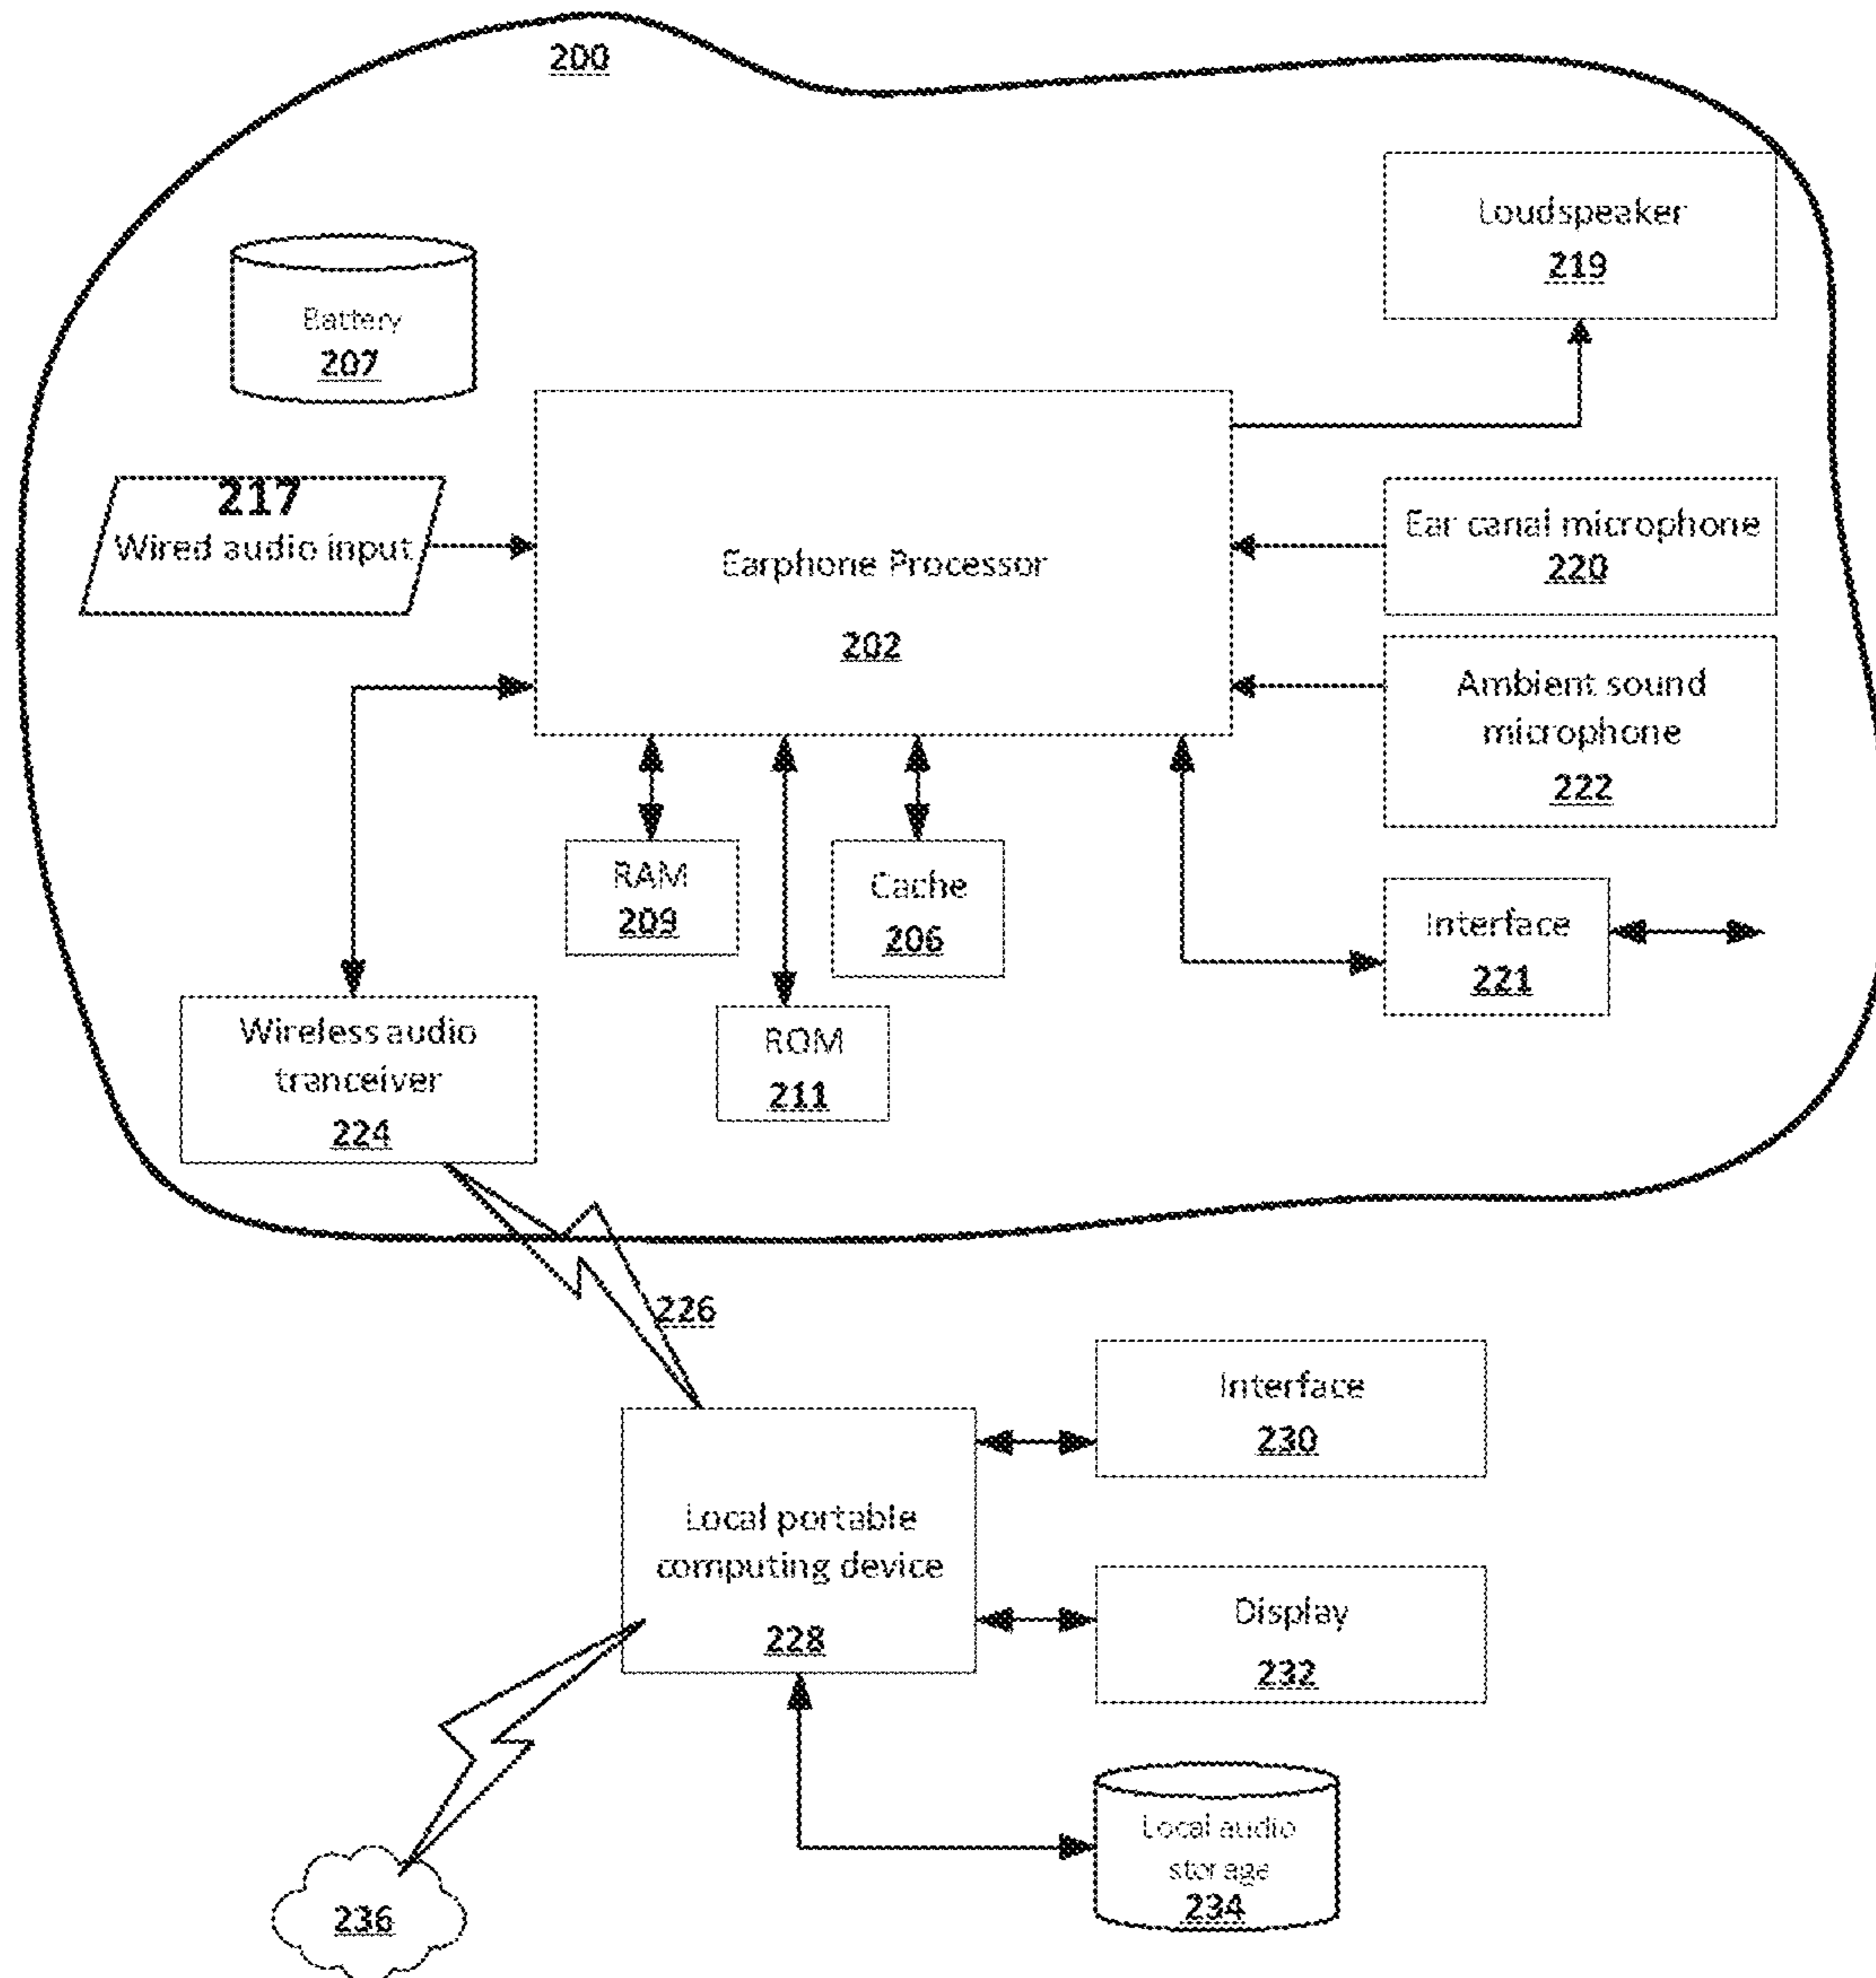 200
Loudspeaker
219
Battery
207
217
Wired audio input
Earphone Processor
202
Ear canal microphone
220
Ambient sound
microphone
222
RAM
209
Cache
206
Interface
221
Wireless audio
tranceiver
224
ROM
211
226
Interface
230
Local portable
computing device
228
Display
232
Local audio
storage
234
236